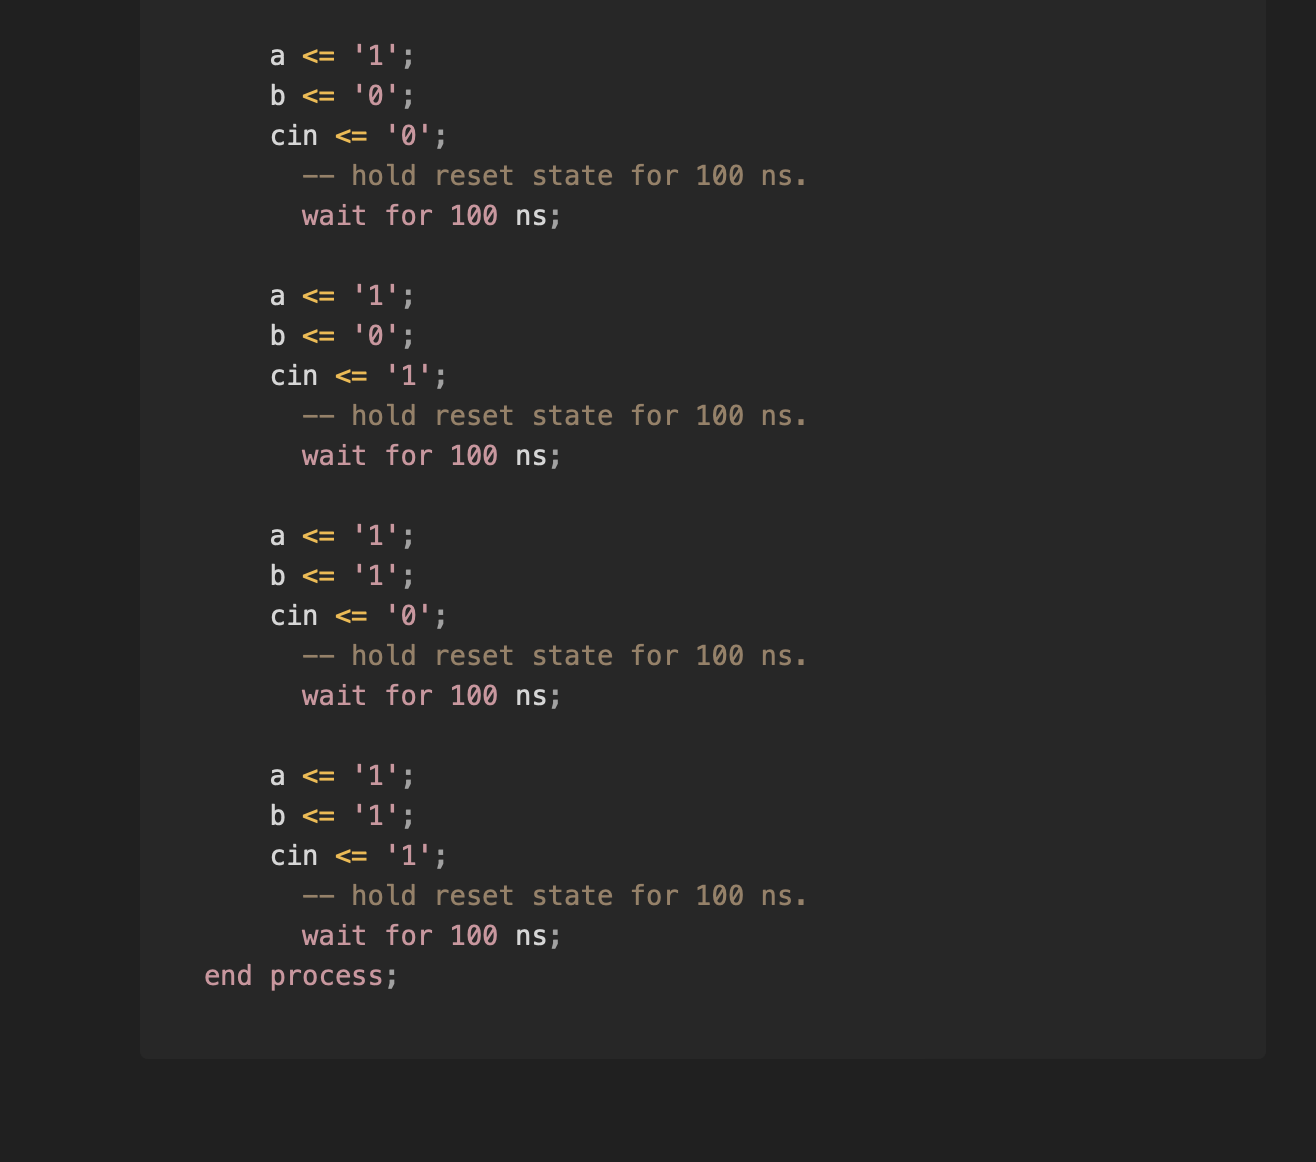 a <= '1';
b <= '0';
cin <= '0';
-- hold reset state for 100 ns.
wait for 100 ns;
a <= '1';
b <= '0';
cin <= '1';
-- hold reset state for 100 ns.
wait for 100 ns;
a <= '1';
b <= '1';
cin <= '0';
-- hold reset state for 100 ns.
wait for 100 ns;
a <= '1';
b <= '1';
cin <= '1';
-- hold reset state for 100 ns.
wait for 100 ns;
end process;